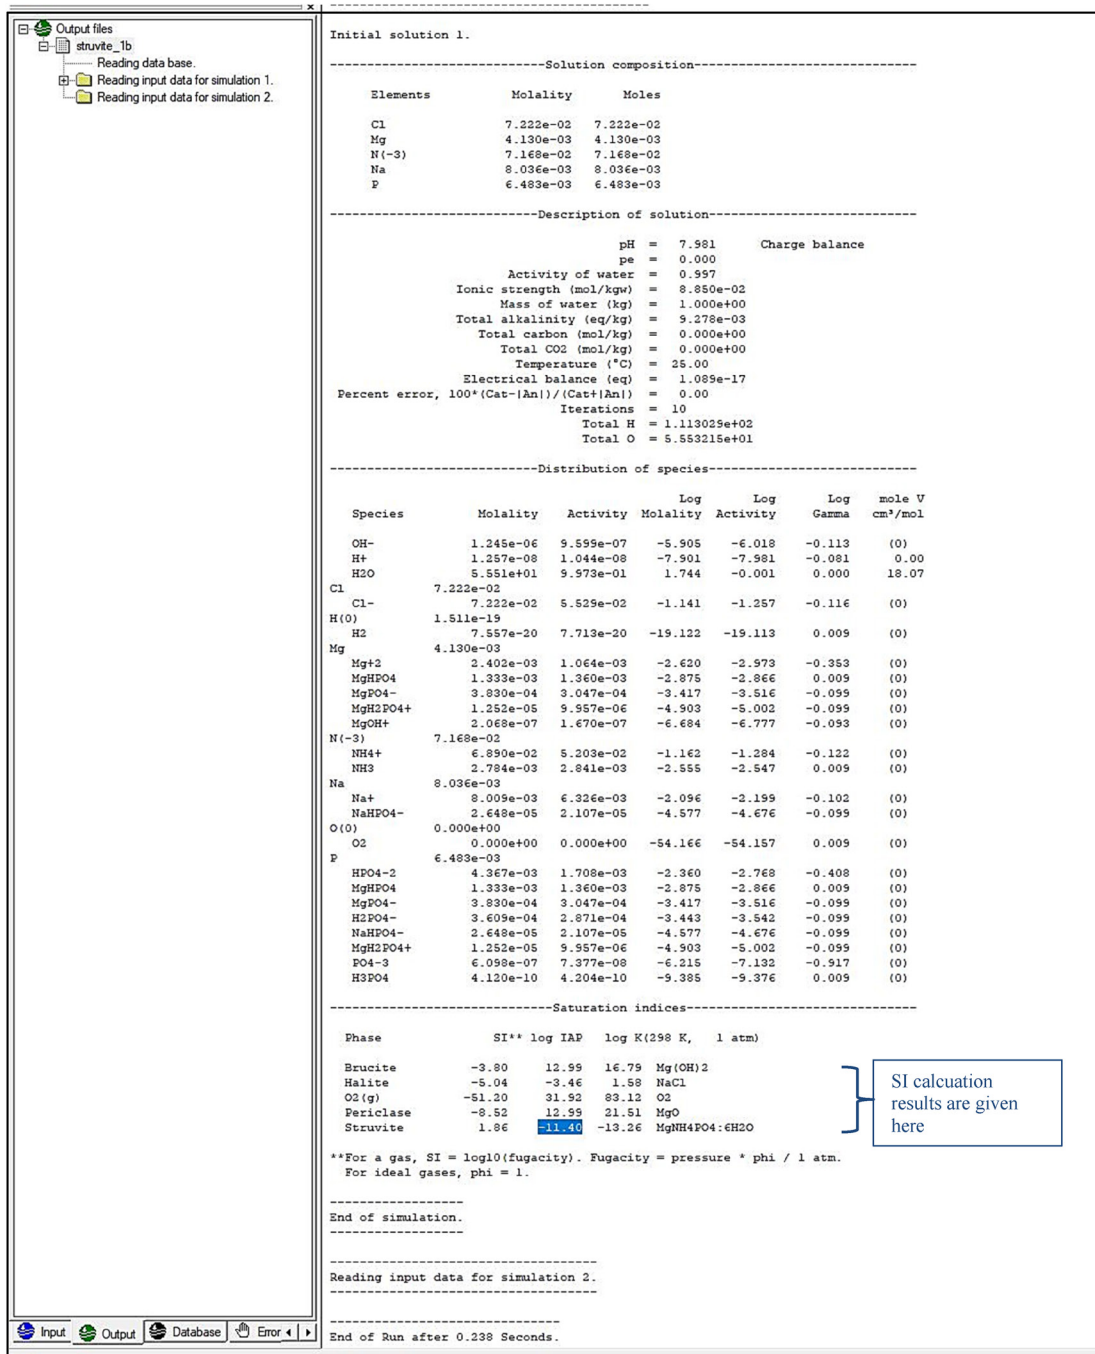 Output files
struvite_1b
Reading data base.
Reading input data for simulation 1.
Reading input data for simulation 2.
Initial solution 1.
-----------------------------Solution composition------------------------------
Elements Molality Moles
Cl 7.222e-02 7.222e-02
Mg 4.130e-03 4.130e-03
N(-3) 7.168e-02 7.168e-02
Na 8.036e-03 8.036e-03
P 6.483e-03 6.483e-03
----------------------------Description of solution----------------------------
pH = 7.981 Charge balance
pe = 0.000
Activity of water = 0.997
Ionic strength (mol/kgw) = 8.850e-02
Mass of water (kg) = 1.000e+00
Total alkalinity (eq/kg) = 9.278e-03
Total carbon (mol/kg) = 0.000e+00
Total CO2 (mol/kg) = 0.000e+00
Temperature (°C) = 25.00
Electrical balance (eq) = 1.089e-17
Percent error, 100*(Cat-|An|)/(Cat+|An|) = 0.00
Iterations = 10
Total H = 1.113029e+02
Total O = 5.553215e+01
----------------------------Distribution of species----------------------------
Log Log Log mole V
Species Molality Activity Molality Activity Gamma cm³/mol
OH- 1.245e-06 9.599e-07 -5.905 -6.018 -0.113 (0)
H+ 1.257e-08 1.044e-08 -7.901 -7.981 -0.081 0.00
H2O 5.551e+01 9.973e-01 1.744 -0.001 0.000 18.07
Cl 7.222e-02
Cl- 7.222e-02 5.529e-02 -1.141 -1.257 -0.116 (0)
H(0) 1.511e-19
H2 7.557e-20 7.713e-20 -19.122 -19.113 0.009 (0)
Mg 4.130e-03
Mg+2 2.402e-03 1.064e-03 -2.620 -2.973 -0.353 (0)
MgHPO4 1.333e-03 1.360e-03 -2.875 -2.866 0.009 (0)
MgPO4- 3.830e-04 3.047e-04 -3.417 -3.516 -0.099 (0)
MgH2PO4+ 1.252e-05 9.957e-06 -4.903 -5.002 -0.099 (0)
MgOH+ 2.068e-07 1.670e-07 -6.684 -6.777 -0.093 (0)
N(-3) 7.168e-02
NH4+ 6.890e-02 5.203e-02 -1.162 -1.284 -0.122 (0)
NH3 2.784e-03 2.841e-03 -2.555 -2.547 0.009 (0)
Na 8.036e-03
Na+ 8.009e-03 6.326e-03 -2.096 -2.199 -0.102 (0)
NaHPO4- 2.648e-05 2.107e-05 -4.577 -4.676 -0.099 (0)
O(0) 0.000e+00
O2 0.000e+00 0.000e+00 -54.166 -54.157 0.009 (0)
P 6.483e-03
HPO4-2 4.367e-03 1.708e-03 -2.360 -2.768 -0.408 (0)
MgHPO4 1.333e-03 1.360e-03 -2.875 -2.866 0.009 (0)
MgPO4- 3.830e-04 3.047e-04 -3.417 -3.516 -0.099 (0)
H2PO4- 3.609e-04 2.871e-04 -3.443 -3.542 -0.099 (0)
NaHPO4- 2.648e-05 2.107e-05 -4.577 -4.676 -0.099 (0)
MgH2PO4+ 1.252e-05 9.957e-06 -4.903 -5.002 -0.099 (0)
PO4-3 6.098e-07 7.377e-08 -6.215 -7.132 -0.917 (0)
H3PO4 4.120e-10 4.204e-10 -9.385 -9.376 0.009 (0)
------------------------------Saturation indices-------------------------------
Phase SI** log IAP log K(298 K, 1 atm)
Brucite -3.80 12.99 16.79 Mg(OH)2
Halite -5.04 -3.46 1.58 NaCl
O2(g) -51.20 31.92 83.12 O2
Periclase -8.52 12.99 21.51 MgO
Struvite 1.86 -11.40 -13.26 MgNH4PO4:6H2O
SI calcuation
results are given
here
**For a gas, SI = log10(fugacity). Fugacity = pressure * phi / 1 atm.
For ideal gases, phi = 1.
------------------
End of simulation.
------------------
------------------------------------
Reading input data for simulation 2.
------------------------------------
-------------------------------
End of Run after 0.238 Seconds.
Input Output Database Error